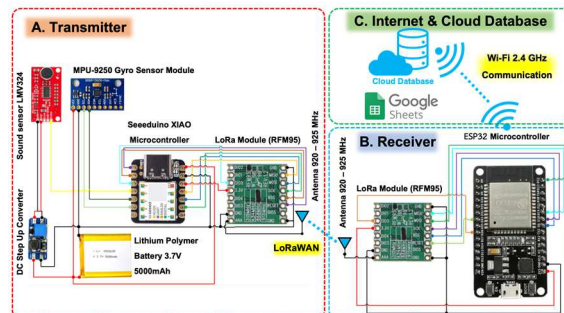 A. Transmitter
MPU-9250 Gyro Sensor Module
Sound sensor LMV324
Seeeduino XIAO
Microcontroller
LoRa Module (RFM95)
Antenna 920 – 925 MHz
DC Step Up Converter
Lithium Polymer
Battery 3.7V
5000mAh
LoRaWAN
C. Internet & Cloud Database
Cloud Database
Wi-Fi 2.4 GHz
Communication
Google
Sheets
B. Receiver
ESP32 Microcontroller
LoRa Module (RFM95)
Antenna 920 – 925 MHz